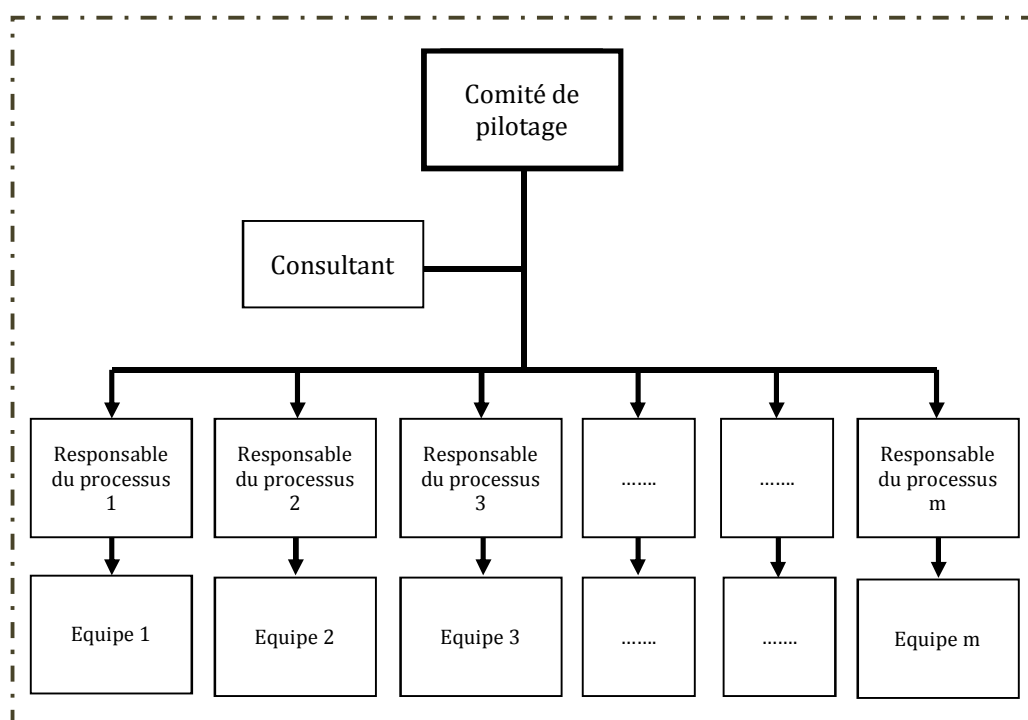 Comité de
pilotage
Consultant
Responsable
du processus
1
Responsable
du processus
2
Responsable
du processus
3
…….
…….
Responsable
du processus
m
Equipe 1
Equipe 2
Equipe 3
…….
…….
Equipe m